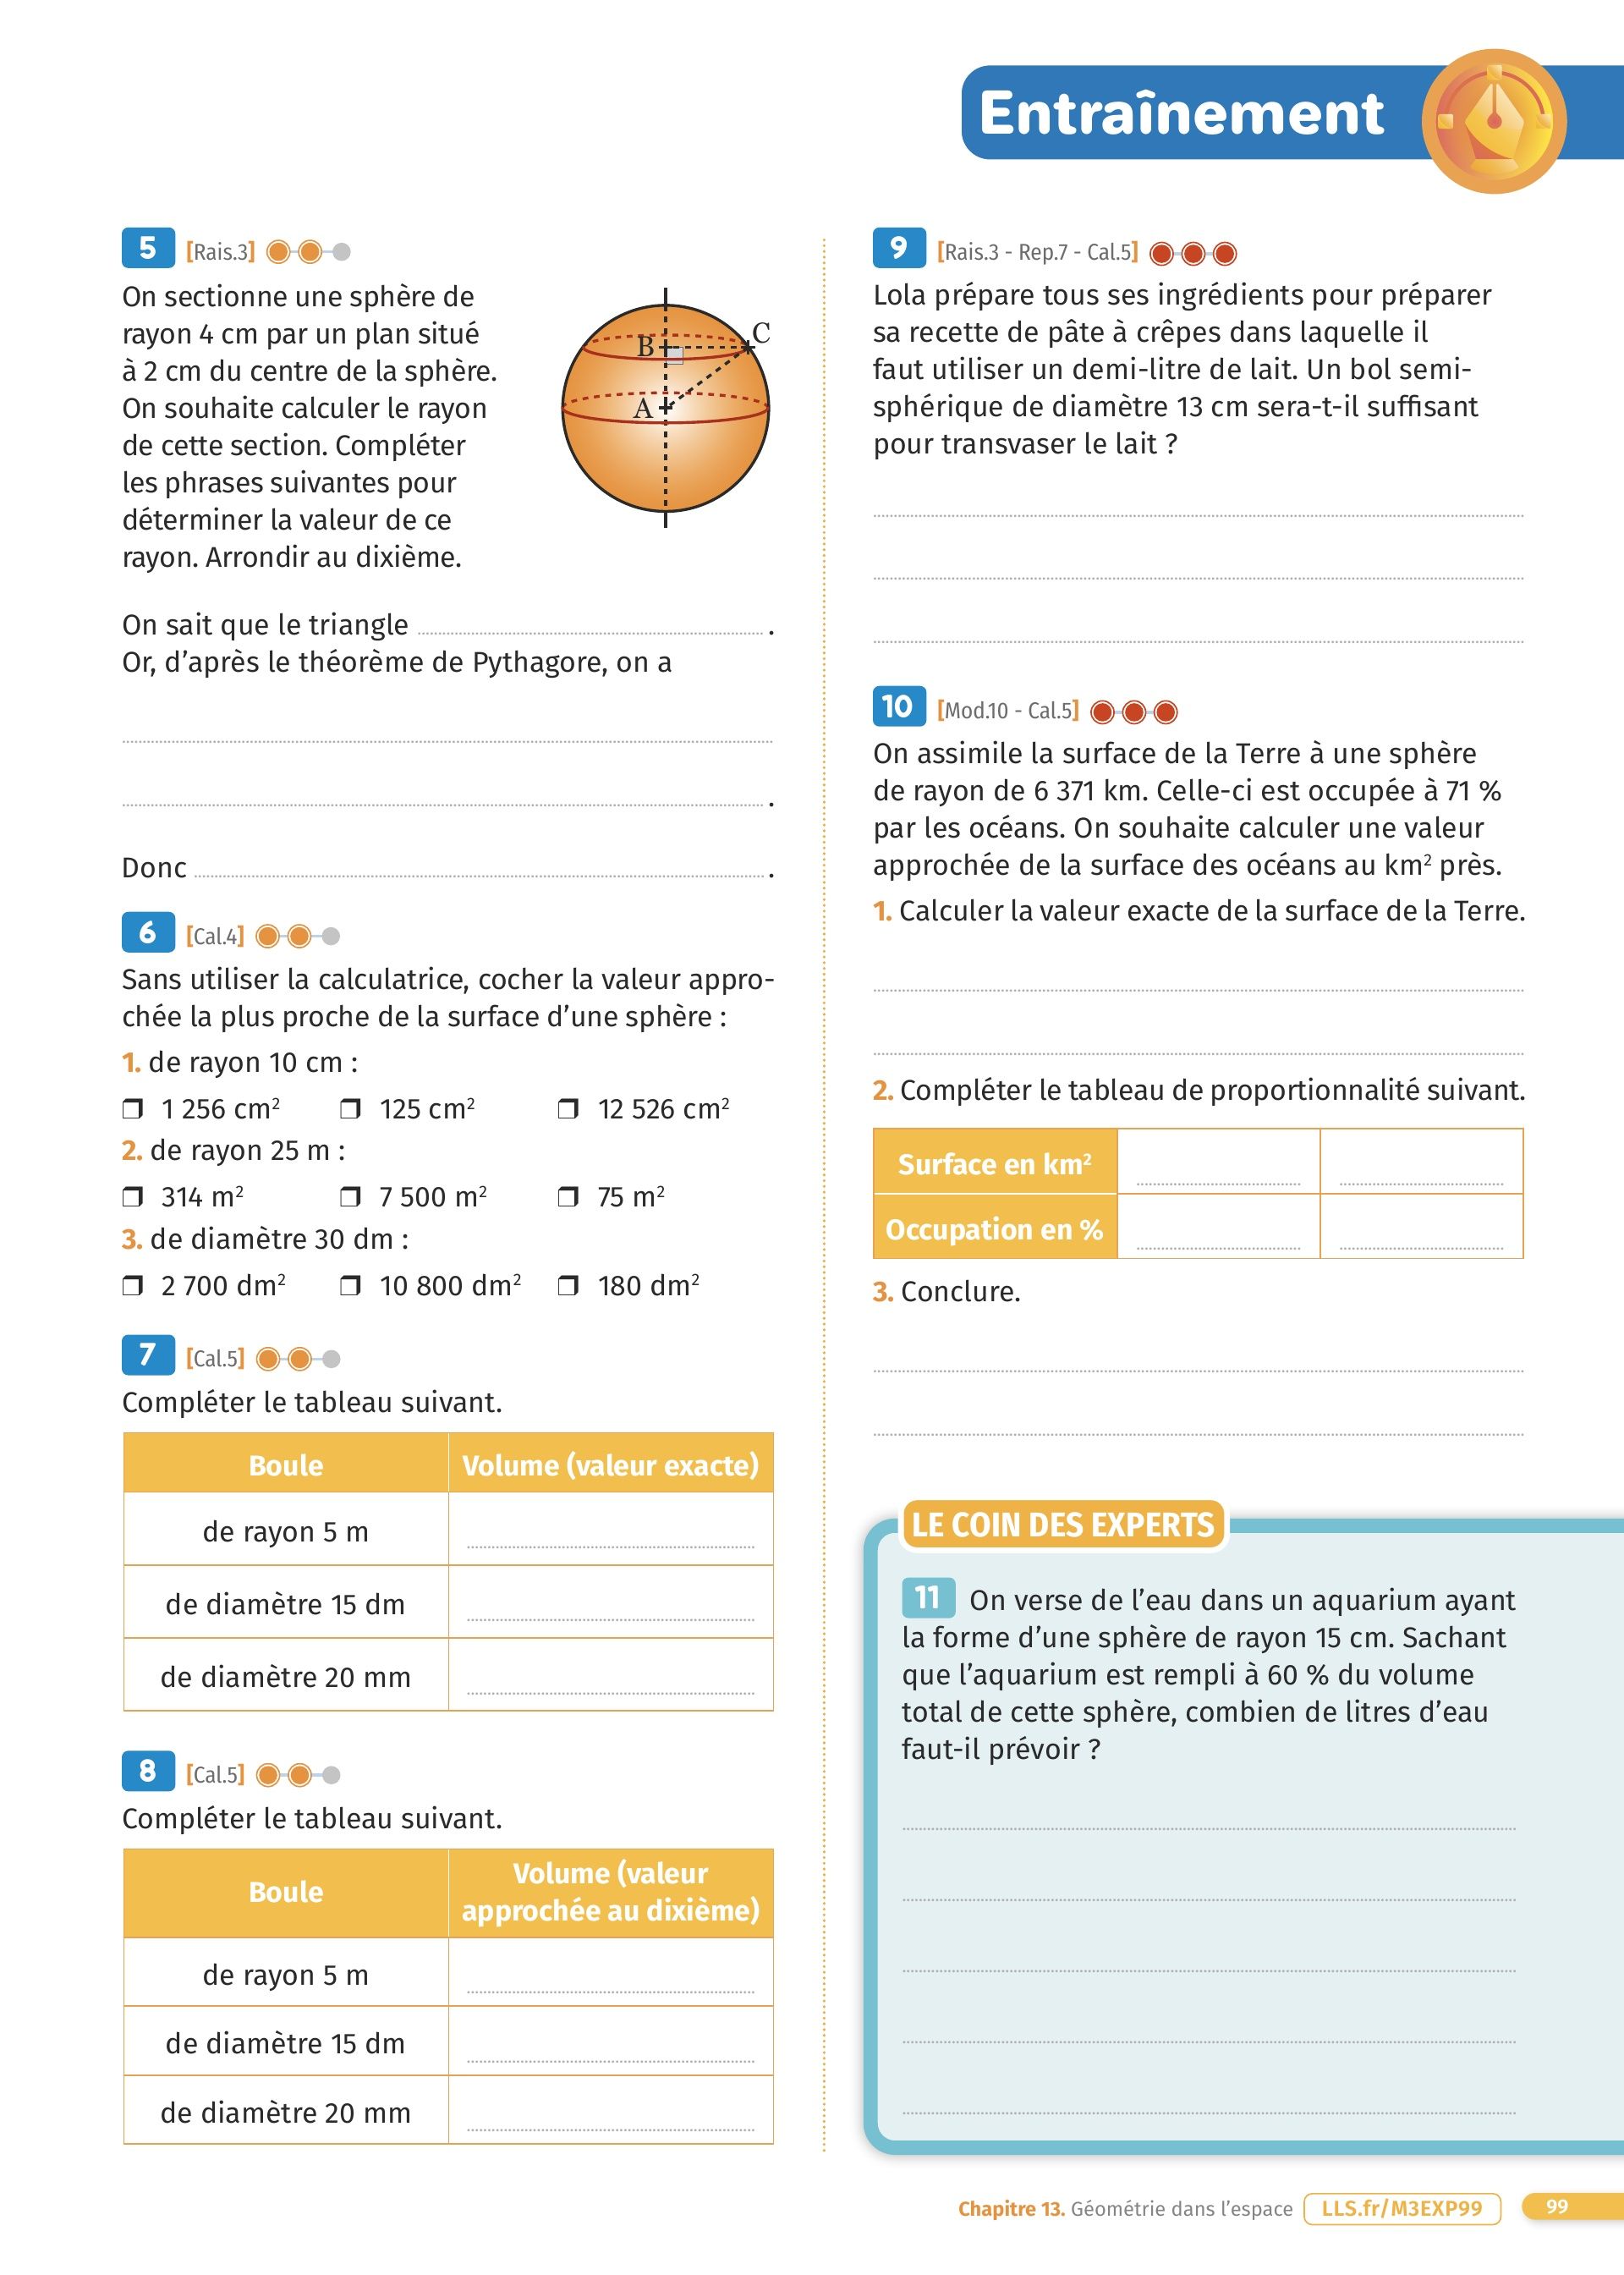 Entraînement
5 [Rais.3]
On sectionne une sphère de
rayon 4 cm par un plan situé
à 2 cm du centre de la sphère.
On souhaite calculer le rayon
de cette section. Compléter
les phrases suivantes pour
déterminer la valeur de ce
rayon. Arrondir au dixième.
B
C
A
On sait que le triangle .
Or, d’après le théorème de Pythagore, on a
.
Donc .
6 [Cal.4]
Sans utiliser la calculatrice, cocher la valeur appro-
chée la plus proche de la surface d’une sphère :
1. de rayon 10 cm :
❒ 1 256 cm² ❒ 125 cm² ❒ 12 526 cm²
2. de rayon 25 m :
❒ 314 m² ❒ 7 500 m² ❒ 75 m²
3. de diamètre 30 dm :
❒ 2 700 dm² ❒ 10 800 dm² ❒ 180 dm²
7 [Cal.5]
Compléter le tableau suivant.
Boule Volume (valeur exacte)
de rayon 5 m
de diamètre 15 dm
de diamètre 20 mm
8 [Cal.5]
Compléter le tableau suivant.
Boule
Volume (valeur
approchée au dixième)
de rayon 5 m
de diamètre 15 dm
de diamètre 20 mm
9 [Rais.3 - Rep.7 - Cal.5]
Lola prépare tous ses ingrédients pour préparer
sa recette de pâte à crêpes dans laquelle il
faut utiliser un demi-litre de lait. Un bol semi-
sphérique de diamètre 13 cm sera-t-il suffisant
pour transvaser le lait ?
10 [Mod.10 - Cal.5]
On assimile la surface de la Terre à une sphère
de rayon de 6 371 km. Celle-ci est occupée à 71 %
par les océans. On souhaite calculer une valeur
approchée de la surface des océans au km² près.
1. Calculer la valeur exacte de la surface de la Terre.
2. Compléter le tableau de proportionnalité suivant.
Surface en km²
Occupation en %
3. Conclure.
LE COIN DES EXPERTS
11 On verse de l’eau dans un aquarium ayant
la forme d’une sphère de rayon 15 cm. Sachant
que l’aquarium est rempli à 60 % du volume
total de cette sphère, combien de litres d’eau
faut-il prévoir ?
Chapitre 13. Géométrie dans l’espace LLS.fr/M3EXP99 99